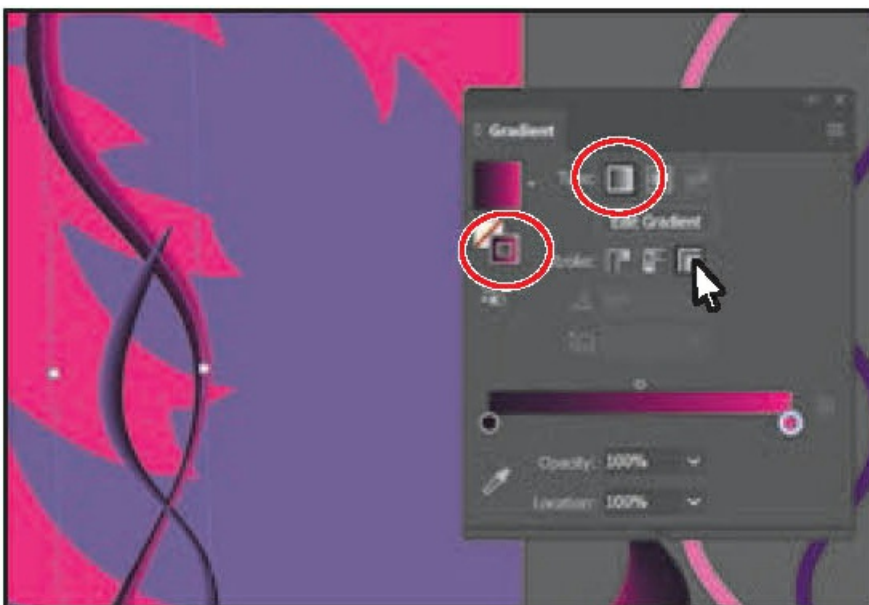 Gradient
Type:
Edit Gradient
Stroke:
Opacity: 100%
Location: 100%